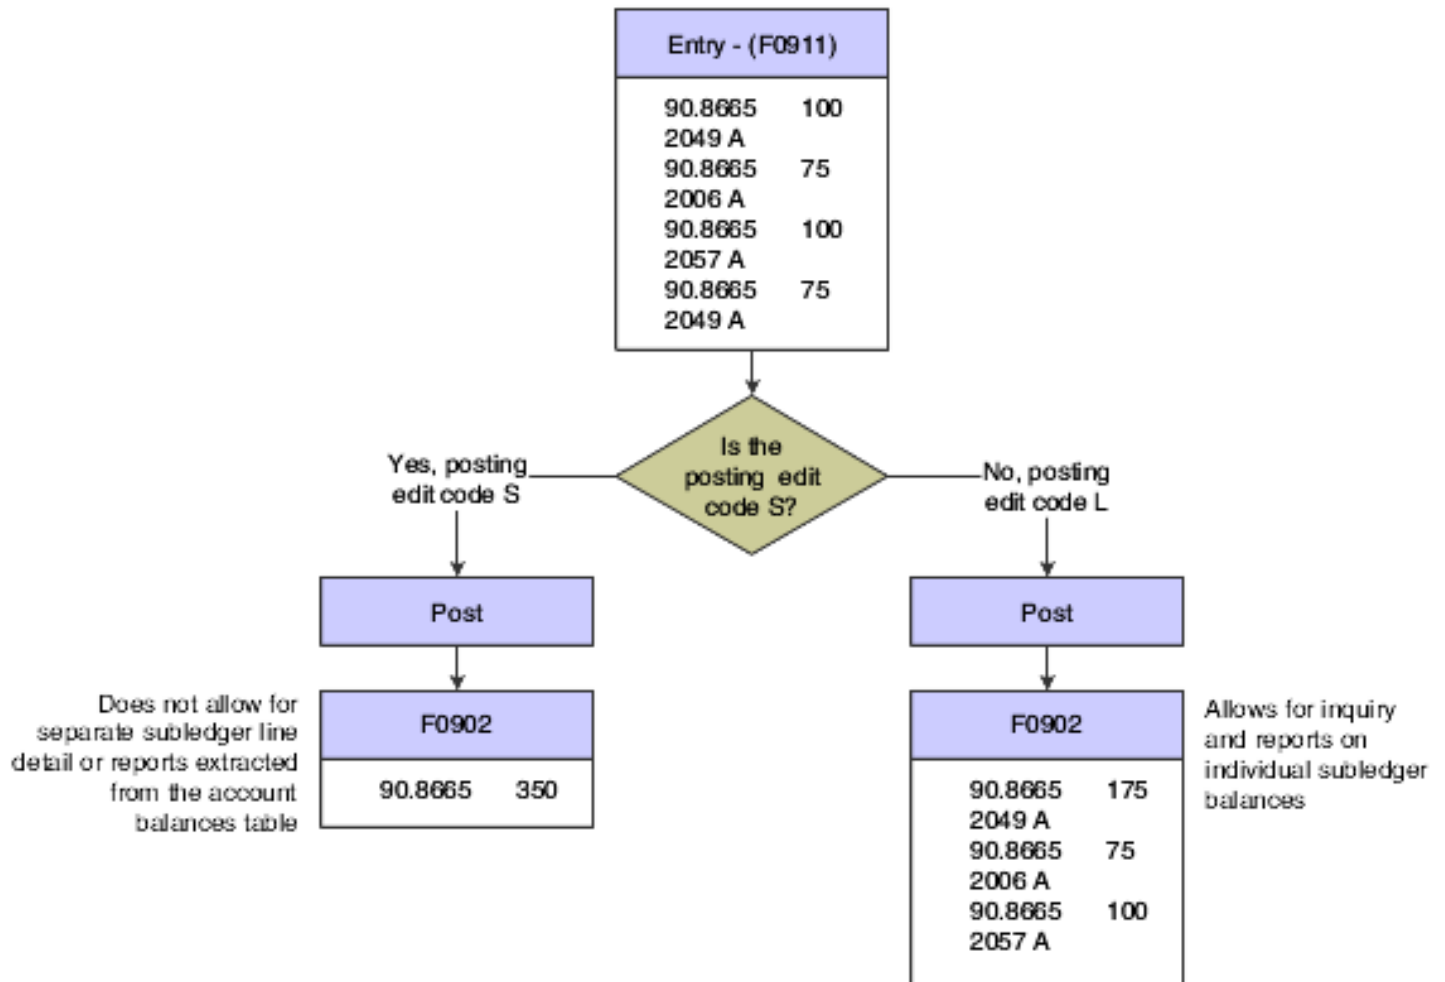 Entry - (F0911)
90.8665 100
2049 A
90.8665 75
2006 A
90.8665 100
2057 A
90.8665 75
2049 A
Is the
posting edit
code S?
Yes, posting
edit code S
No, posting
edit code L
Post
Post
Does not allow for
separate subledger line
detail or reports extracted
from the account
balances table
F0902
90.8665 350
F0902
90.8665 175
2049 A
90.8665 75
2006 A
90.8665 100
2057 A
Allows for inquiry
and reports on
individual subledger
balances